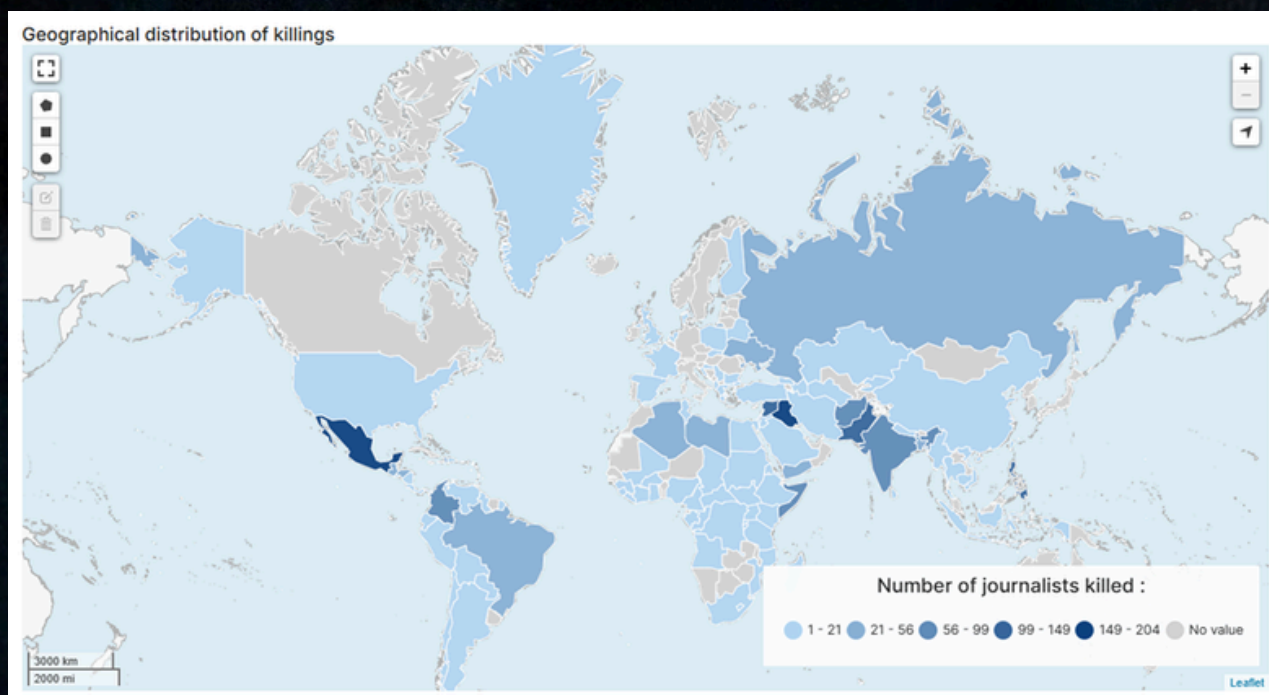 Geographical distribution of killings
+
−
Number of journalists killed :
1 - 21 21 - 56 56 - 99 99 - 149 149 - 204 No value
3000 km
2000 mi
Leaflet